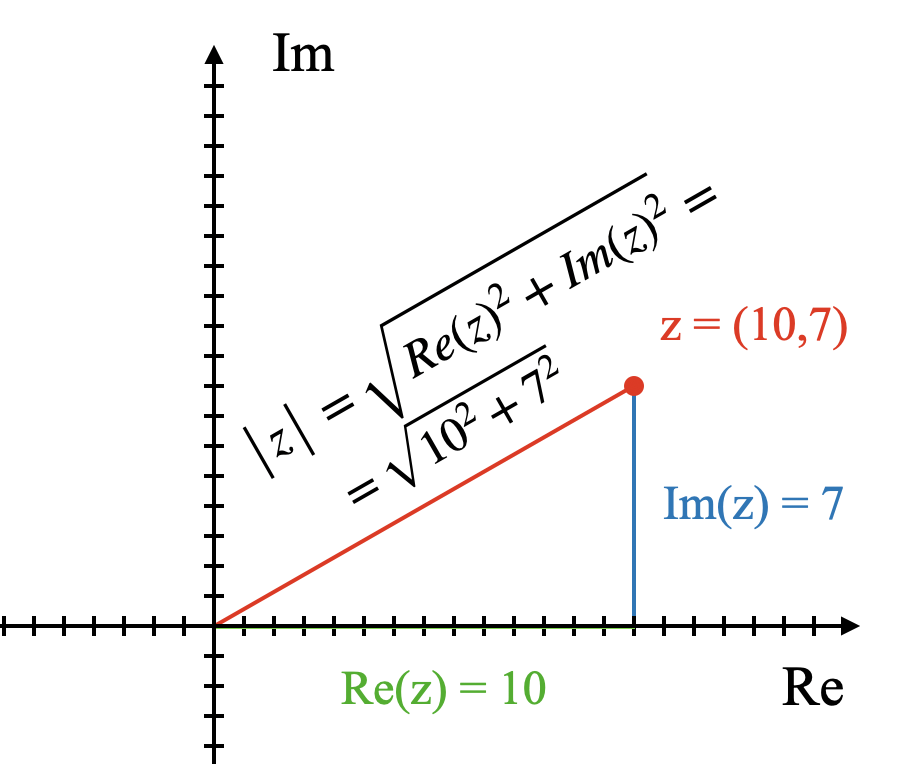 Im
|z| = √(Re(z)² + Im(z)²) =
= √(10² + 7²)
z = (10,7)
Im(z) = 7
Re(z) = 10
Re